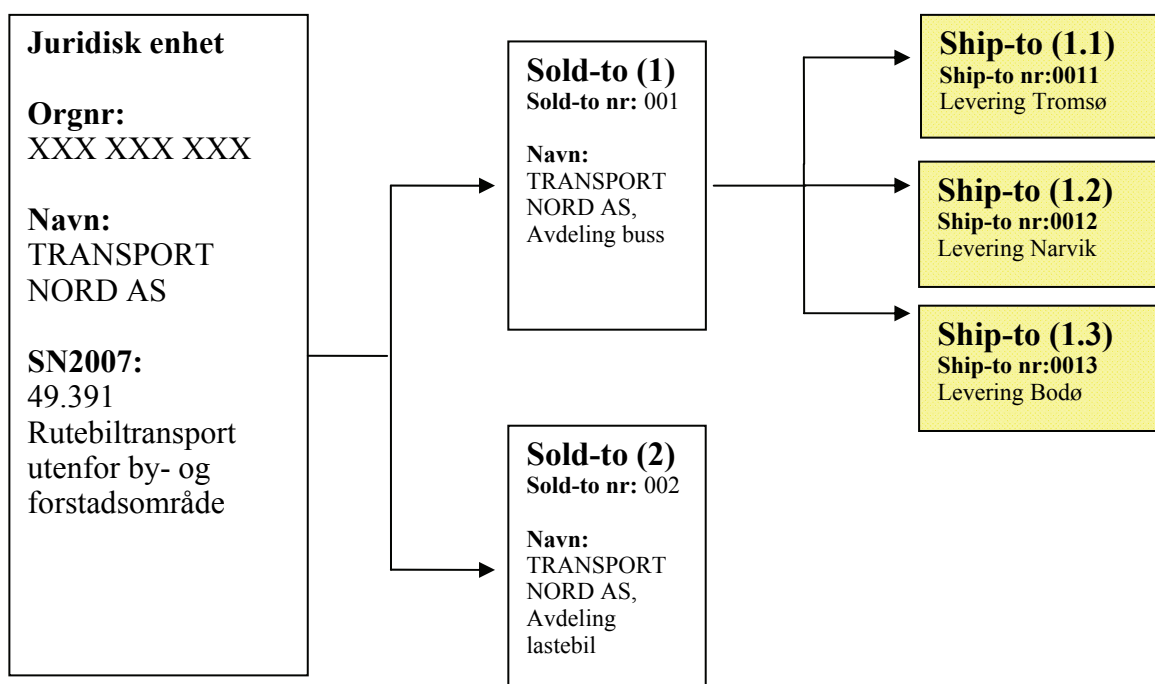 Juridisk enhet
Orgnr:
XXX XXX XXX
Navn:
TRANSPORT
NORD AS
SN2007:
49.391
Rutebiltransport
utenfor by- og
forstadsområde
Sold-to (1)
Sold-to nr: 001
Navn:
TRANSPORT
NORD AS,
Avdeling buss
Sold-to (2)
Sold-to nr: 002
Navn:
TRANSPORT
NORD AS,
Avdeling
lastebil
Ship-to (1.1)
Ship-to nr:0011
Levering Tromsø
Ship-to (1.2)
Ship-to nr:0012
Levering Narvik
Ship-to (1.3)
Ship-to nr:0013
Levering Bodø